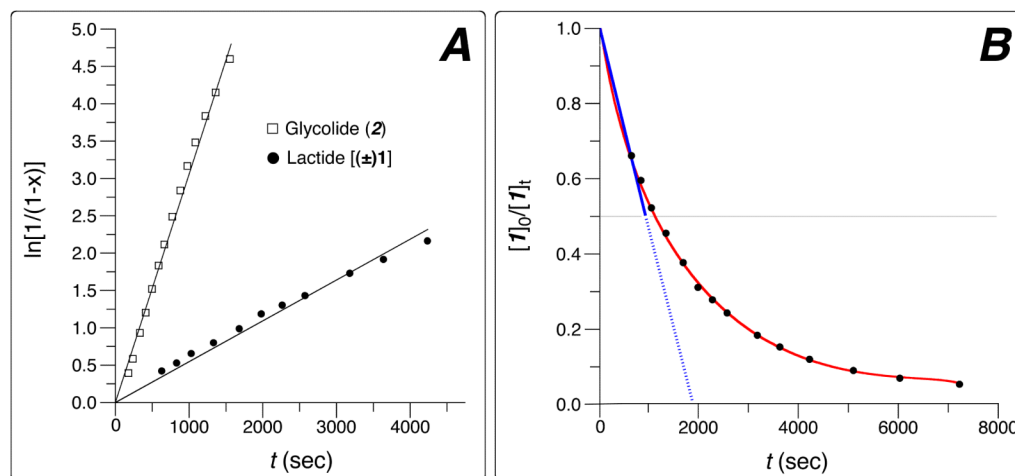 A
5.0
4.5
4.0
3.5
3.0
2.5
2.0
1.5
1.0
0.5
0.0
ln[1/(1-x)]
Glycolide (2)
Lactide [(±)1]
0 1000 2000 3000 4000
t (sec)
B
1.0
0.8
0.6
0.4
0.2
0.0
[1]0/[1]t
0 2000 4000 6000 8000
t (sec)